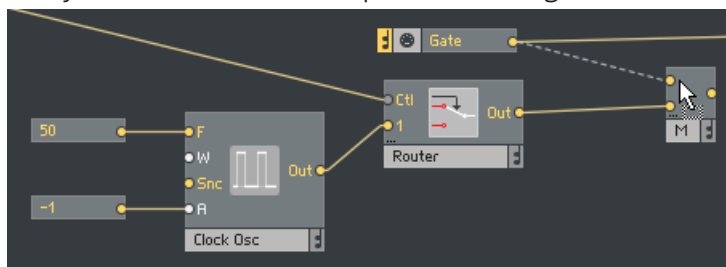 Gate
Ctl
1
...
Out
Router
...
M
50
-1
F
W
Snc
A
Out
Clock Osc